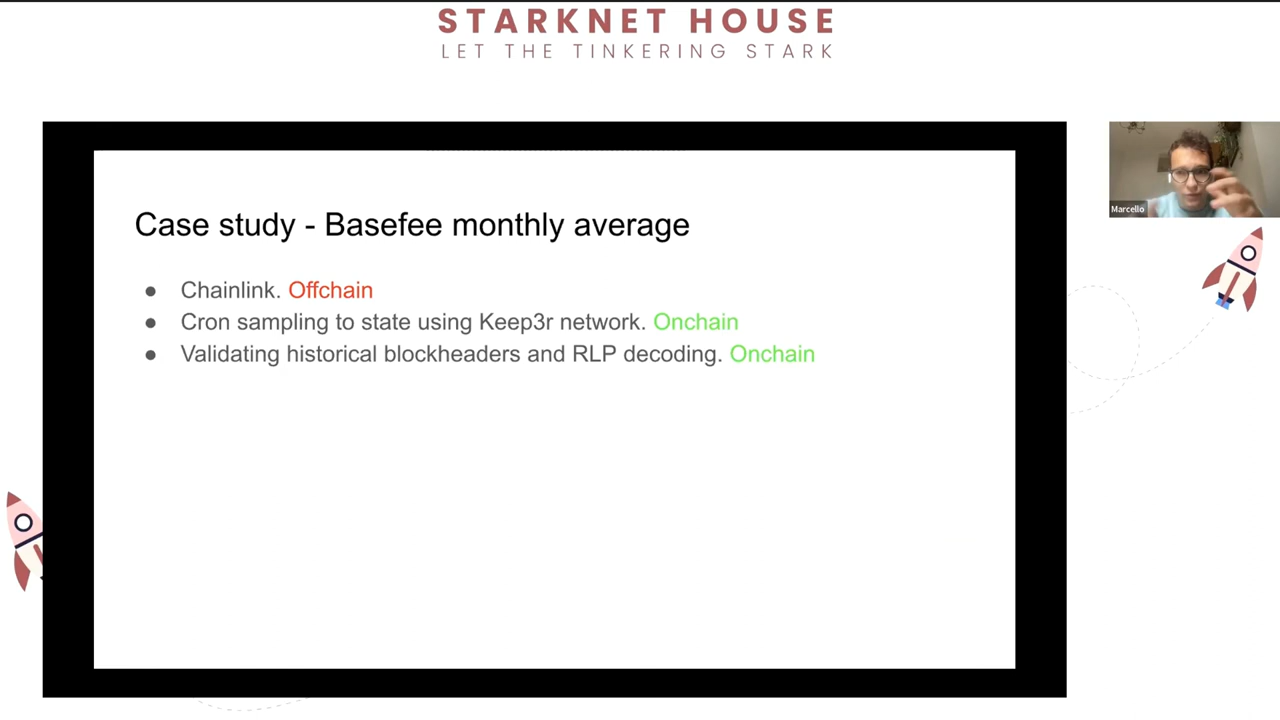 STARKNET HOUSE
LET THE TINKERING STARK
Case study - Basefee monthly average
● Chainlink. Offchain
● Cron sampling to state using Keep3r network. Onchain
● Validating historical blockheaders and RLP decoding. Onchain
Marcello